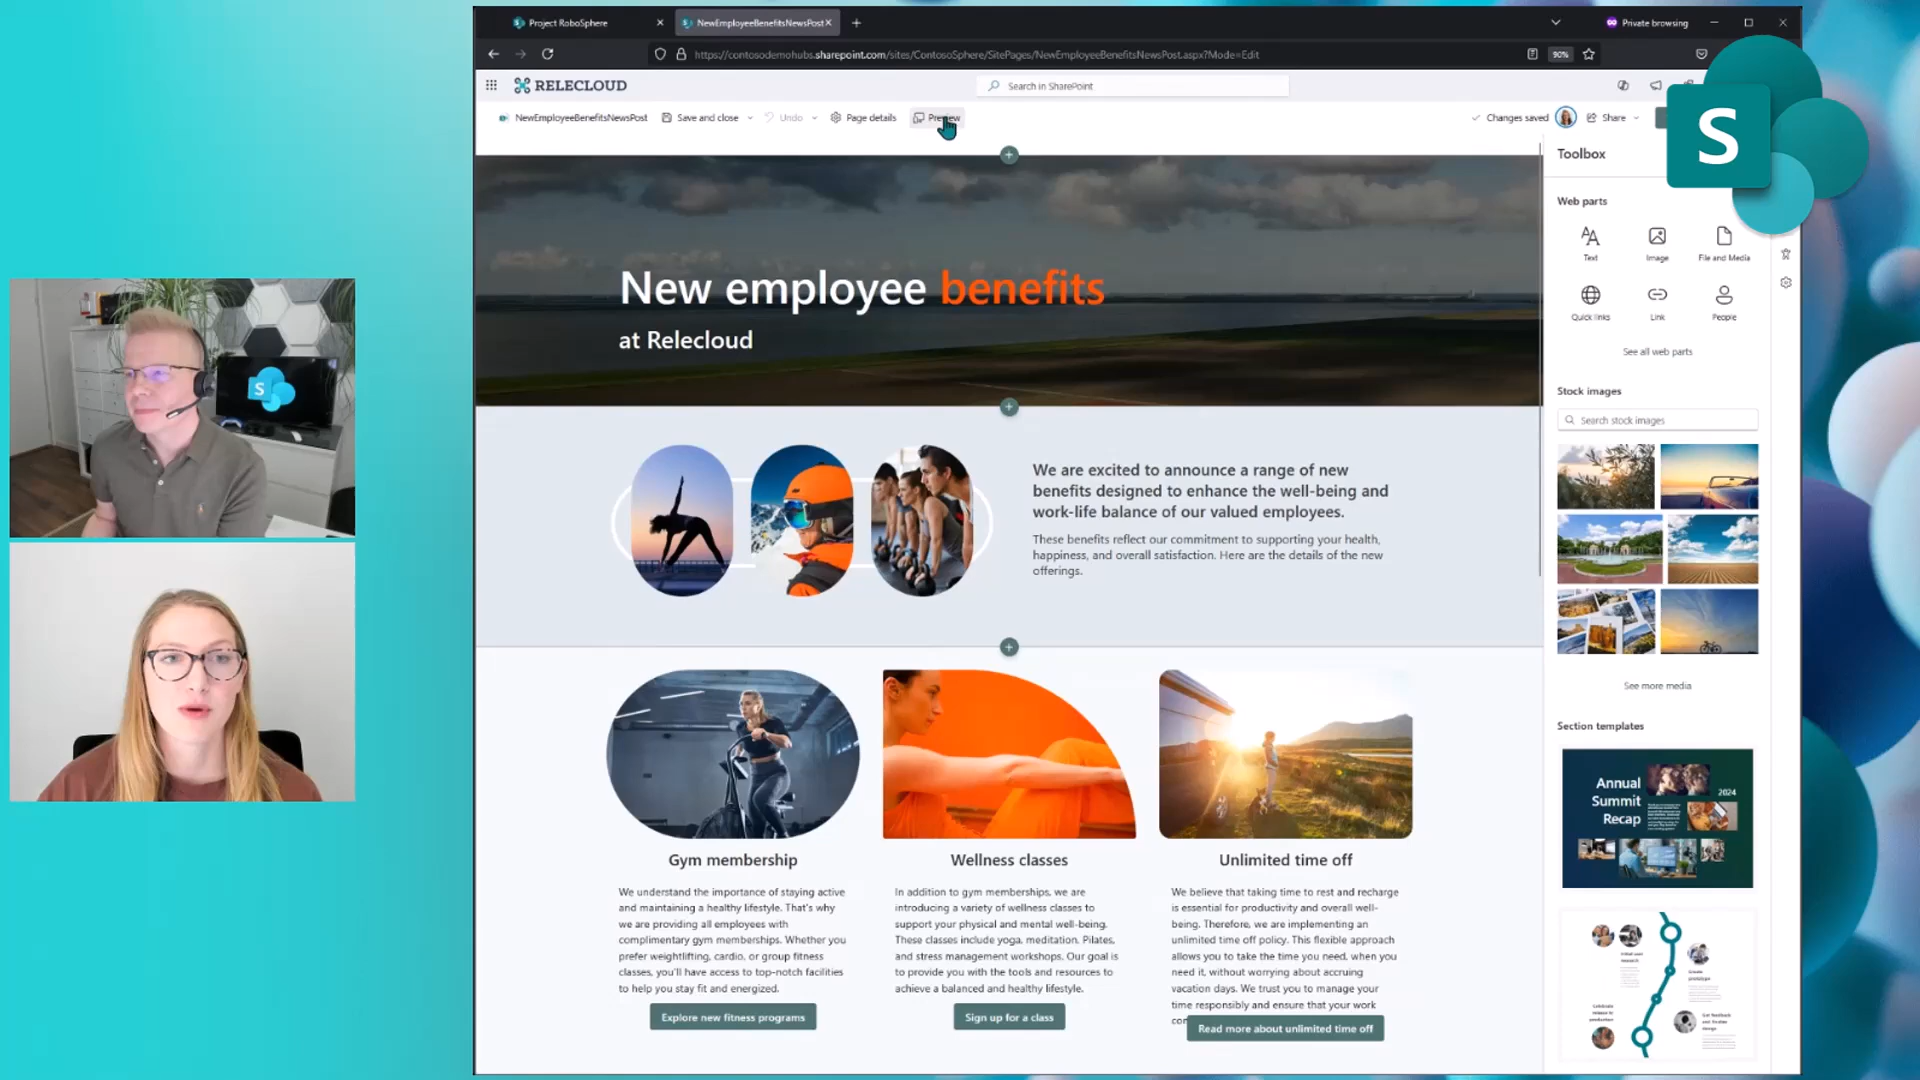 Project RoboSphere
NewEmployeeBenefitsNewsPost
Private browsing
https://contosodemohubs.sharepoint.com/sites/ContosoSphere/SitePages/NewEmployeeBenefitsNewsPost.aspx?Mode=Edit
90%
RELECLOUD
Search in SharePoint
NewEmployeeBenefitsNewsPost
Save and close
Undo
Page details
Preview
Changes saved
Share
S
New employee benefits
at Relecloud
S
We are excited to announce a range of new
benefits designed to enhance the well-being and
work-life balance of our valued employees.
These benefits reflect our commitment to supporting your health,
happiness, and overall satisfaction. Here are the details of the new
offerings.
Gym membership
We understand the importance of staying active
and maintaining a healthy lifestyle. That's why
we are providing all employees with
complimentary gym memberships. Whether you
prefer weightlifting, cardio, or group fitness
classes, you'll have access to top-notch facilities
to help you stay fit and energized.
Explore new fitness programs
Wellness classes
In addition to gym memberships, we are
introducing a variety of wellness classes to
support your physical and mental well-being.
These classes include yoga, meditation, Pilates,
and stress management workshops. Our goal is
to provide you with the tools and resources to
achieve a balanced and healthy lifestyle.
Sign up for a class
Unlimited time off
We believe that taking time to rest and recharge
is essential for productivity and overall well-
being. Therefore, we are implementing an
unlimited time off policy. This flexible approach
allows you to take the time you need, when you
need it, without worrying about accruing
vacation days. We trust you to manage your
time responsibly and ensure that your work
Read more about unlimited time off
Toolbox
Web parts
Text
Image
File and Media
Quick links
Link
People
See all web parts
Stock images
Search stock images
See more media
Section templates
Annual
Summit
Recap
2024